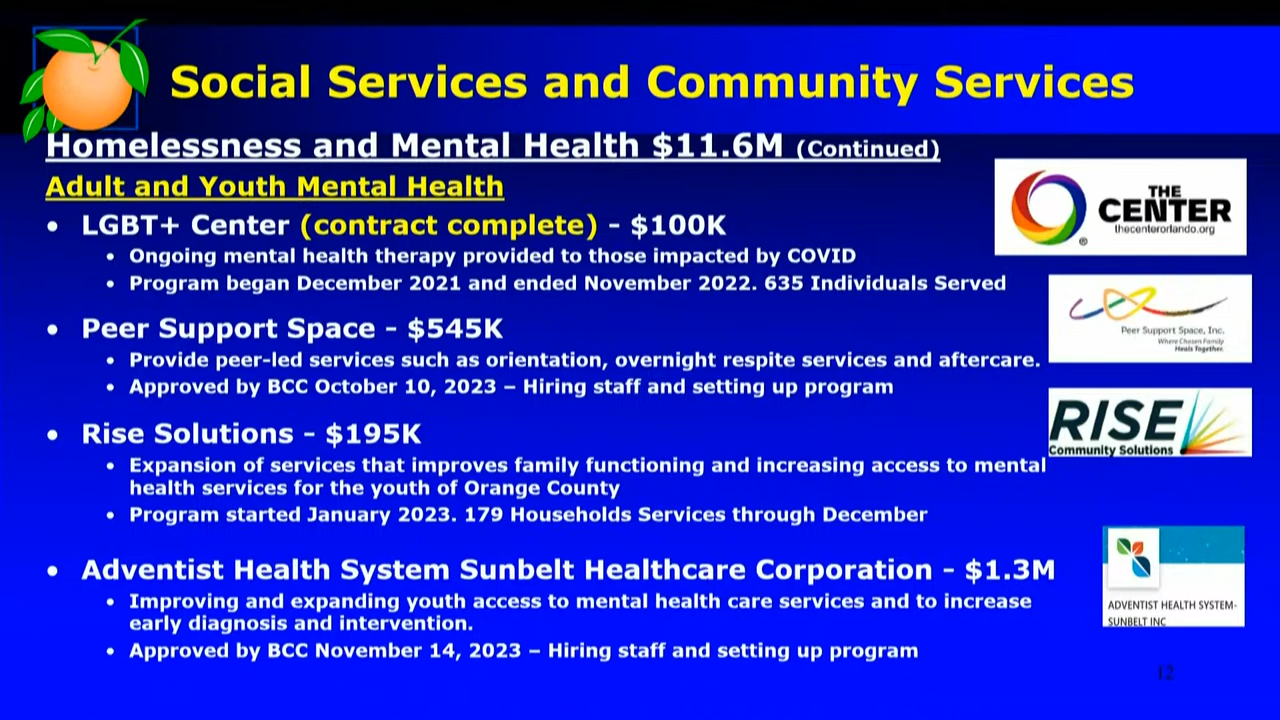 Social Services and Community Services
Homelessness and Mental Health $11.6M (Continued)
Adult and Youth Mental Health
• LGBT+ Center (contract complete) - $100K
• Ongoing mental health therapy provided to those impacted by COVID
• Program began December 2021 and ended November 2022. 635 Individuals Served
THE
CENTER
thecenterorlando.org
®
• Peer Support Space - $545K
• Provide peer-led services such as orientation, overnight respite services and aftercare.
• Approved by BCC October 10, 2023 – Hiring staff and setting up program
Peer Support Space, Inc.
Where Chosen Family
Heals Together.
• Rise Solutions - $195K
• Expansion of services that improves family functioning and increasing access to mental
health services for the youth of Orange County
• Program started January 2023. 179 Households Services through December
RISE
Community Solutions
• Adventist Health System Sunbelt Healthcare Corporation - $1.3M
• Improving and expanding youth access to mental health care services and to increase
early diagnosis and intervention.
• Approved by BCC November 14, 2023 – Hiring staff and setting up program
ADVENTIST HEALTH SYSTEM-
SUNBELT INC
12